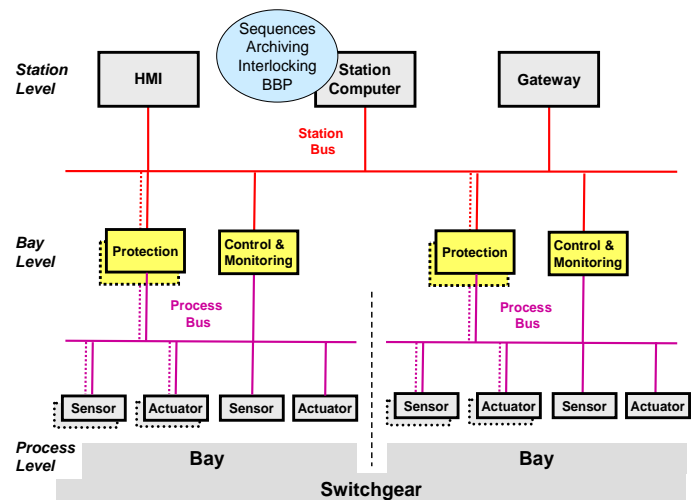 Sequences
Archiving
Interlocking
BBP
Station
Level
HMI
Station
Computer
Gateway
Station
Bus
Bay
Level
Protection
Control &
Monitoring
Protection
Control &
Monitoring
Process
Bus
Process
Bus
Sensor
Actuator
Sensor
Actuator
Sensor
Actuator
Sensor
Actuator
Process
Level
Bay
Bay
Switchgear